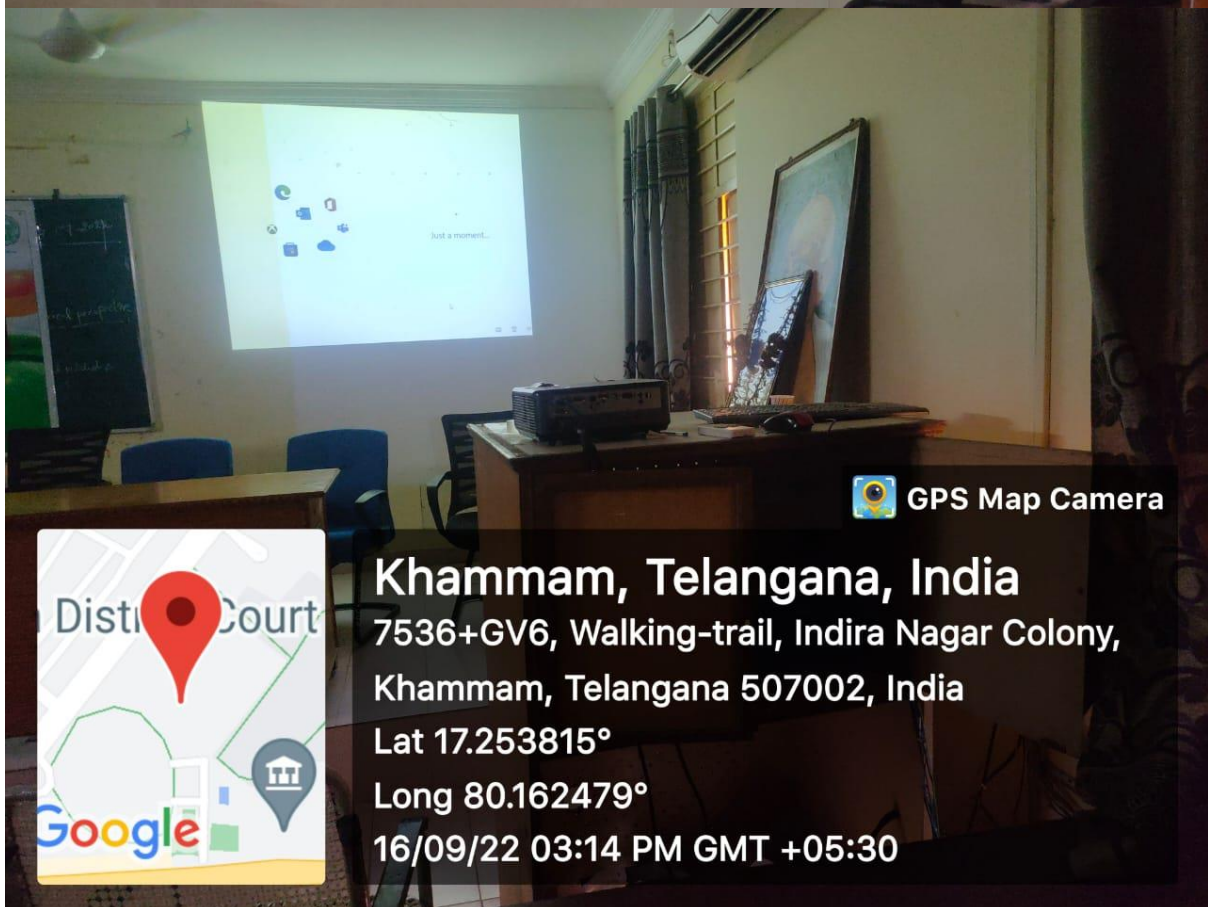 Just a moment...
GPS Map Camera
Court
Khammam, Telangana, India
7536+GV6, Walking-trail, Indira Nagar Colony,
Khammam, Telangana 507002, India
Lat 17.253815°
Long 80.162479°
16/09/22 03:14 PM GMT +05:30
Google